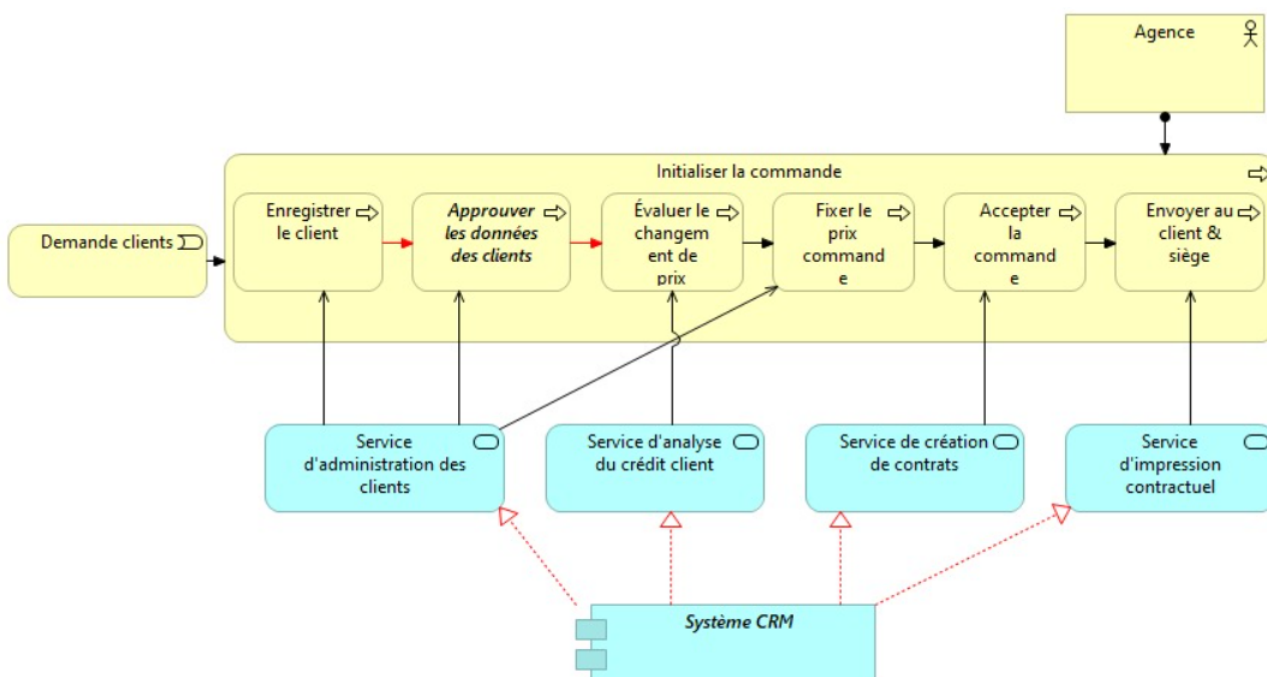 Agence
Initialiser la commande
Demande clients
Enregistrer
le client
Approuver
les données
des clients
Évaluer le
changem
ent de
prix
Fixer le
prix
command
e
Accepter
la
command
e
Envoyer au
client &
siège
Service
d'administration des
clients
Service d'analyse
du crédit client
Service de création
de contrats
Service
d'impression
contractuel
Système CRM